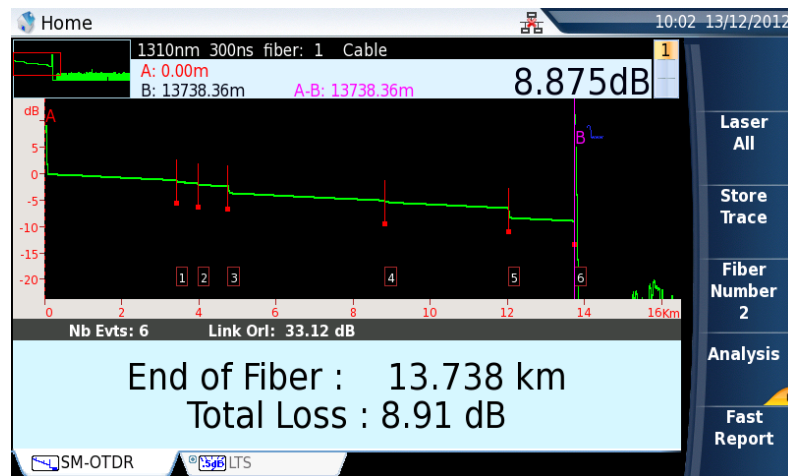 Home
10:02 13/12/2012
1310nm 300ns fiber: 1 Cable
1
A: 0.00m
B: 13738.36m A-B: 13738.36m
8.875dB
dB
A
B
5
0
-5
-10
-15
-20
1 2 3 4 5 6
0 2 4 6 8 10 12 14 16Km
Nb Evts: 6 Link Orl: 33.12 dB
End of Fiber : 13.738 km
Total Loss : 8.91 dB
SM-OTDR
.5dB LTS
Laser
All
Store
Trace
Fiber
Number
2
Analysis
Fast
Report